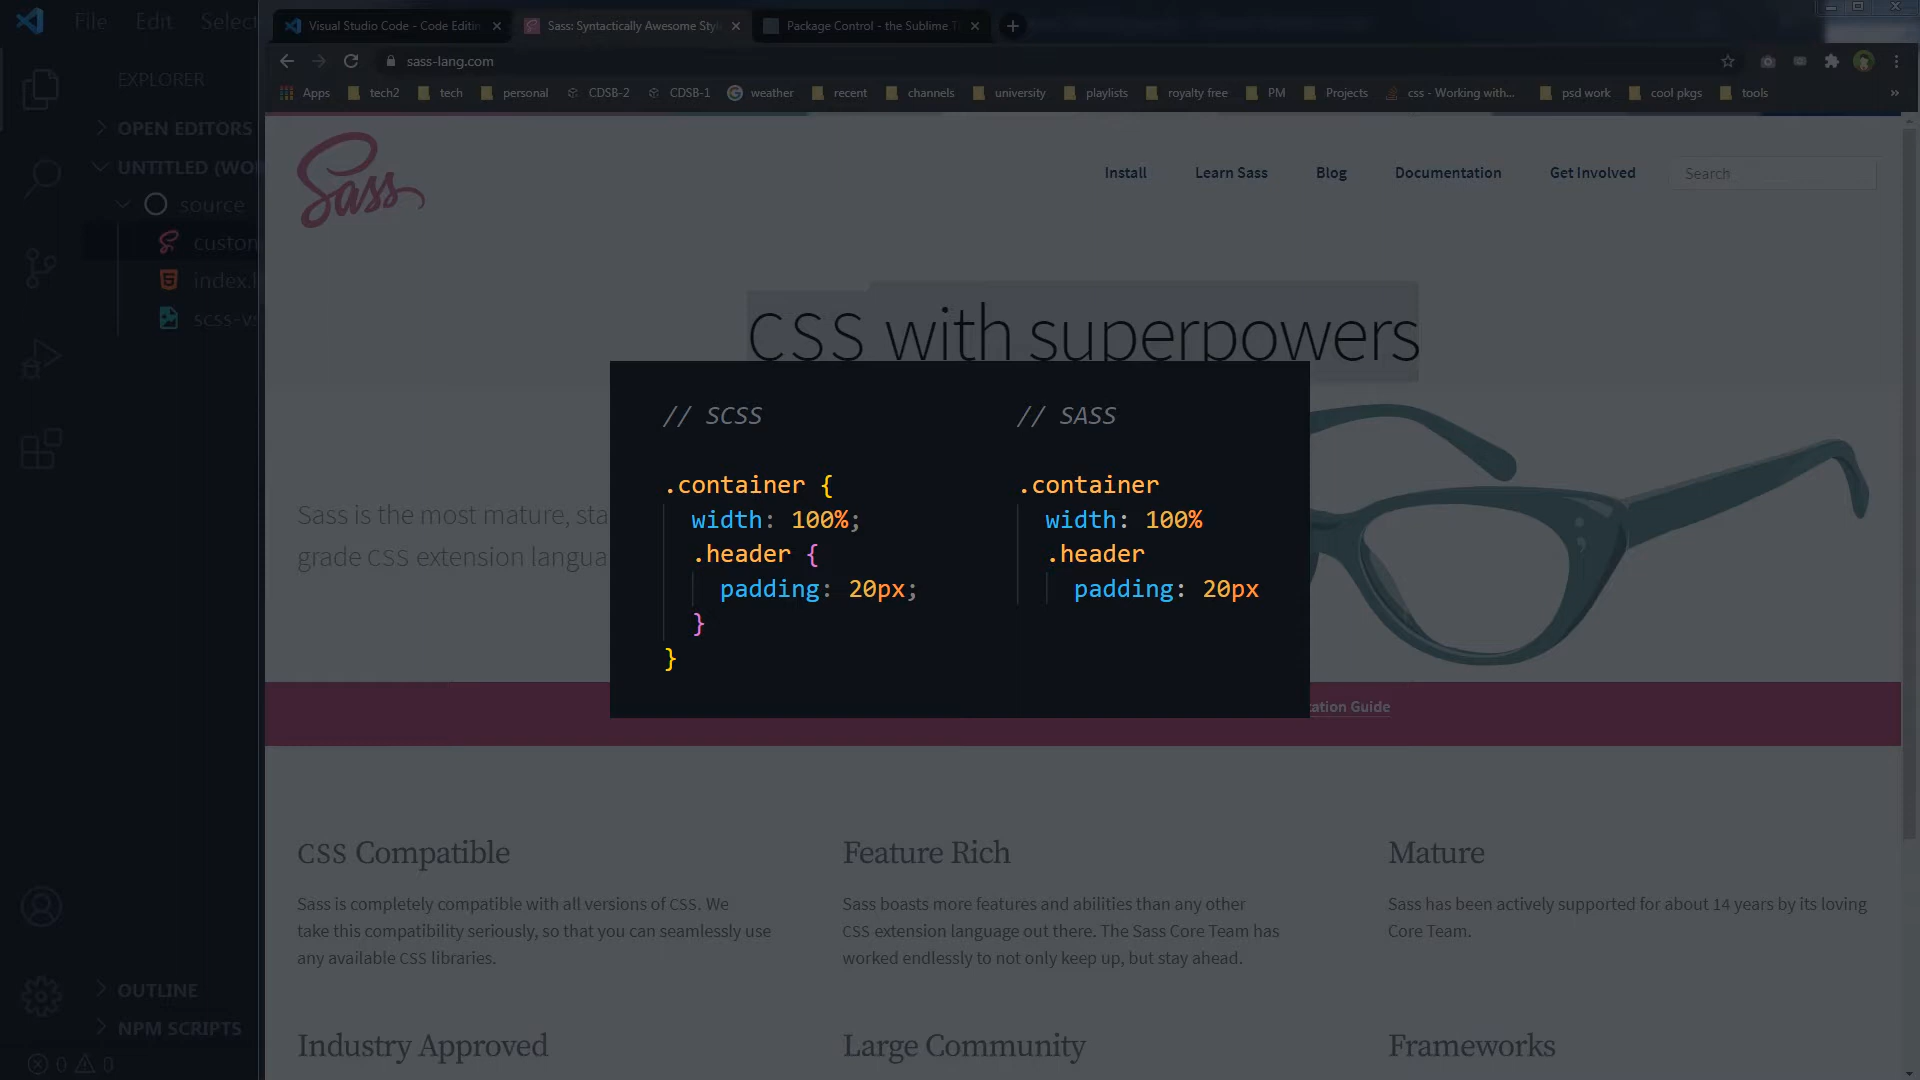 File Edit Select
EXPLORER
OPEN EDITORS
UNTITLED (WO
source
custon
index.h
scss-vs
OUTLINE
NPM SCRIPTS
0 0
Visual Studio Code - Code Editin
Sass: Syntactically Awesome Styl
Package Control - the Sublime T
sass-lang.com
Apps tech2 tech personal CDSB-2 CDSB-1 weather recent channels university playlists royalty free PM Projects css - Working with... psd work cool pkgs tools »
Sass
Install Learn Sass Blog Documentation Get Involved Search
CSS with superpowers
Sass is the most mature, sta
grade CSS extension langua
// SCSS
.container {
width: 100%;
.header {
padding: 20px;
}
}
// SASS
.container
width: 100%
.header
padding: 20px
tation Guide
CSS Compatible
Sass is completely compatible with all versions of CSS. We
take this compatibility seriously, so that you can seamlessly use
any available CSS libraries.
Feature Rich
Sass boasts more features and abilities than any other
CSS extension language out there. The Sass Core Team has
worked endlessly to not only keep up, but stay ahead.
Mature
Sass has been actively supported for about 14 years by its loving
Core Team.
Industry Approved
Large Community
Frameworks